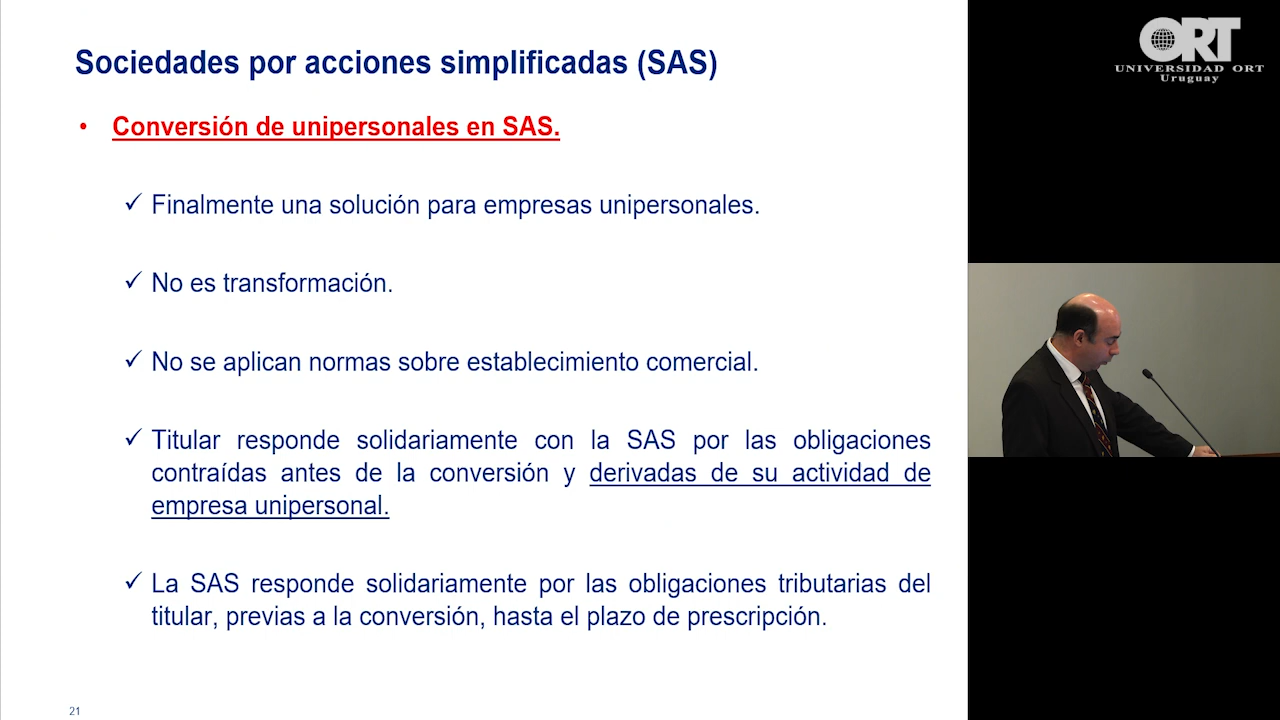 Sociedades por acciones simplificadas (SAS)
• Conversión de unipersonales en SAS.
✓ Finalmente una solución para empresas unipersonales.
✓ No es transformación.
✓ No se aplican normas sobre establecimiento comercial.
✓ Titular responde solidariamente con la SAS por las obligaciones
contraídas antes de la conversión y derivadas de su actividad de
empresa unipersonal.
✓ La SAS responde solidariamente por las obligaciones tributarias del
titular, previas a la conversión, hasta el plazo de prescripción.
21
ORT
UNIVERSIDAD ORT
Uruguay